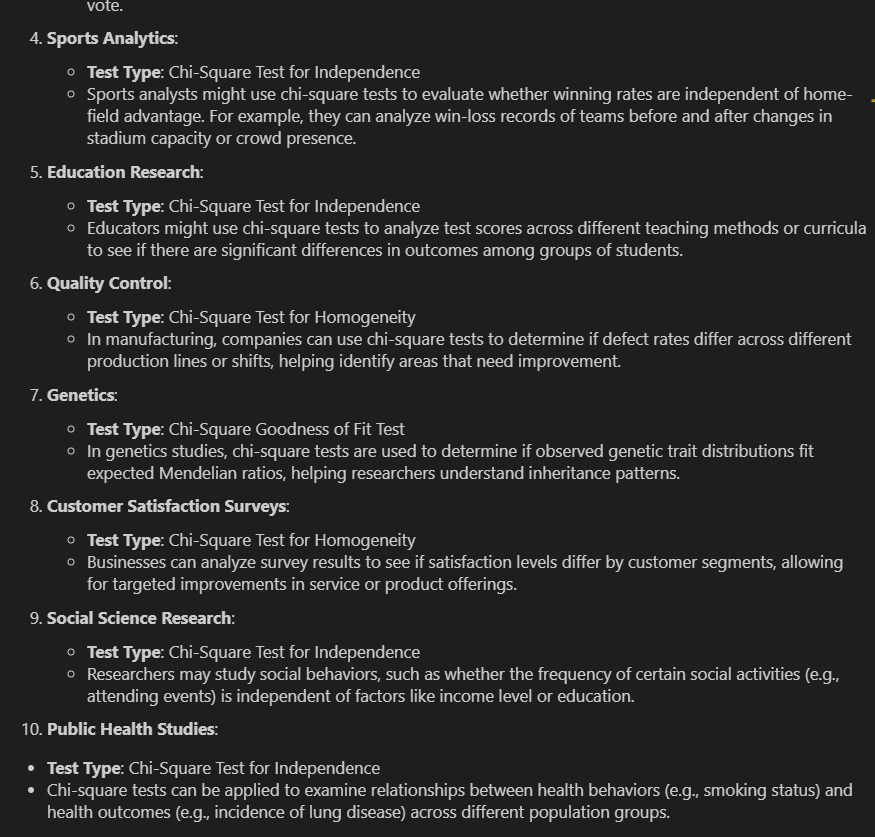 vote.
4. Sports Analytics:
○ Test Type: Chi-Square Test for Independence
○ Sports analysts might use chi-square tests to evaluate whether winning rates are independent of home-
field advantage. For example, they can analyze win-loss records of teams before and after changes in
stadium capacity or crowd presence.
5. Education Research:
○ Test Type: Chi-Square Test for Independence
○ Educators might use chi-square tests to analyze test scores across different teaching methods or curricula
to see if there are significant differences in outcomes among groups of students.
6. Quality Control:
○ Test Type: Chi-Square Test for Homogeneity
○ In manufacturing, companies can use chi-square tests to determine if defect rates differ across different
production lines or shifts, helping identify areas that need improvement.
7. Genetics:
○ Test Type: Chi-Square Goodness of Fit Test
○ In genetics studies, chi-square tests are used to determine if observed genetic trait distributions fit
expected Mendelian ratios, helping researchers understand inheritance patterns.
8. Customer Satisfaction Surveys:
○ Test Type: Chi-Square Test for Homogeneity
○ Businesses can analyze survey results to see if satisfaction levels differ by customer segments, allowing
for targeted improvements in service or product offerings.
9. Social Science Research:
○ Test Type: Chi-Square Test for Independence
○ Researchers may study social behaviors, such as whether the frequency of certain social activities (e.g.,
attending events) is independent of factors like income level or education.
10. Public Health Studies:
• Test Type: Chi-Square Test for Independence
• Chi-square tests can be applied to examine relationships between health behaviors (e.g., smoking status) and
health outcomes (e.g., incidence of lung disease) across different population groups.